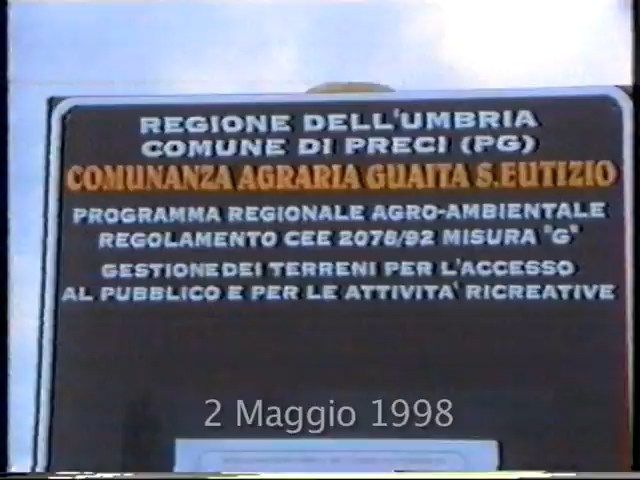 REGIONE DELL'UMBRIA
COMUNE DI PRECI (PG)
COMUNANZA AGRARIA GUAITA S.EUTIZIO
PROGRAMMA REGIONALE AGRO-AMBIENTALE
REGOLAMENTO CEE 2078/92 MISURA "G"
GESTIONE DEI TERRENI PER L'ACCESSO
AL PUBBLICO E PER LE ATTIVITA' RICREATIVE
2 Maggio 1998